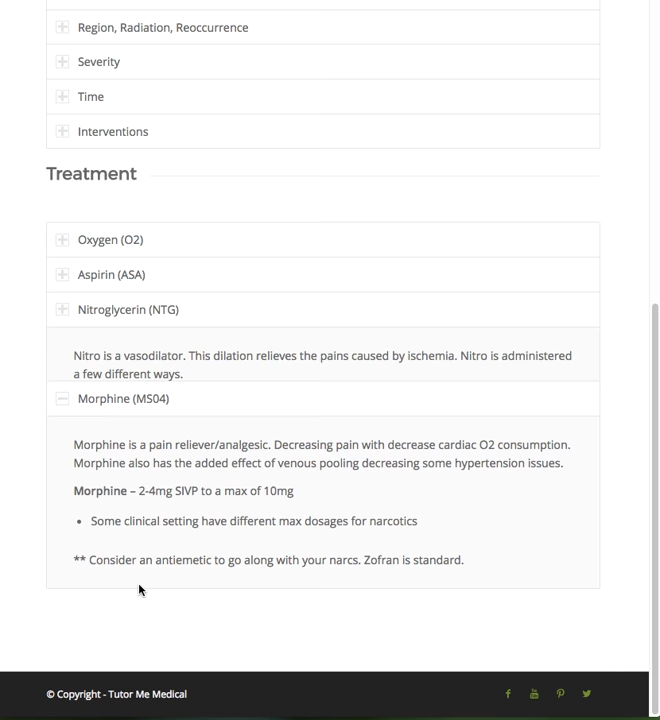 Region, Radiation, Reoccurrence
Severity
Time
Interventions
Treatment
Oxygen (O2)
Aspirin (ASA)
Nitroglycerin (NTG)
Nitro is a vasodilator. This dilation relieves the pains caused by ischemia. Nitro is administered
a few different ways.
Morphine (MS04)
Morphine is a pain reliever/analgesic. Decreasing pain with decrease cardiac O2 consumption.
Morphine also has the added effect of venous pooling decreasing some hypertension issues.
Morphine – 2-4mg SIVP to a max of 10mg
• Some clinical setting have different max dosages for narcotics
** Consider an antiemetic to go along with your narcs. Zofran is standard.
© Copyright - Tutor Me Medical